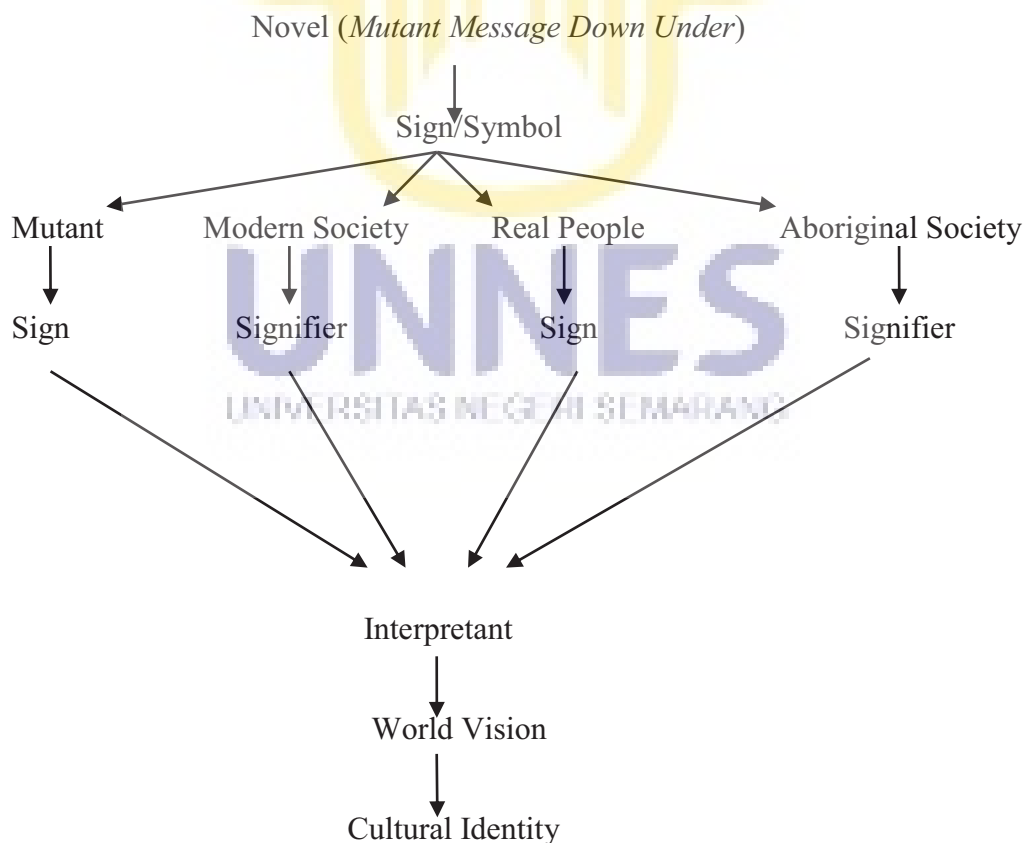 Novel (Mutant Message Down Under)
Sign/Symbol
Mutant Modern Society Real People Aboriginal Society
Sign Signifier Sign Signifier
UNNES
UNIVERSITAS NEGERI SEMARANG
Interpretant
World Vision
Cultural Identity